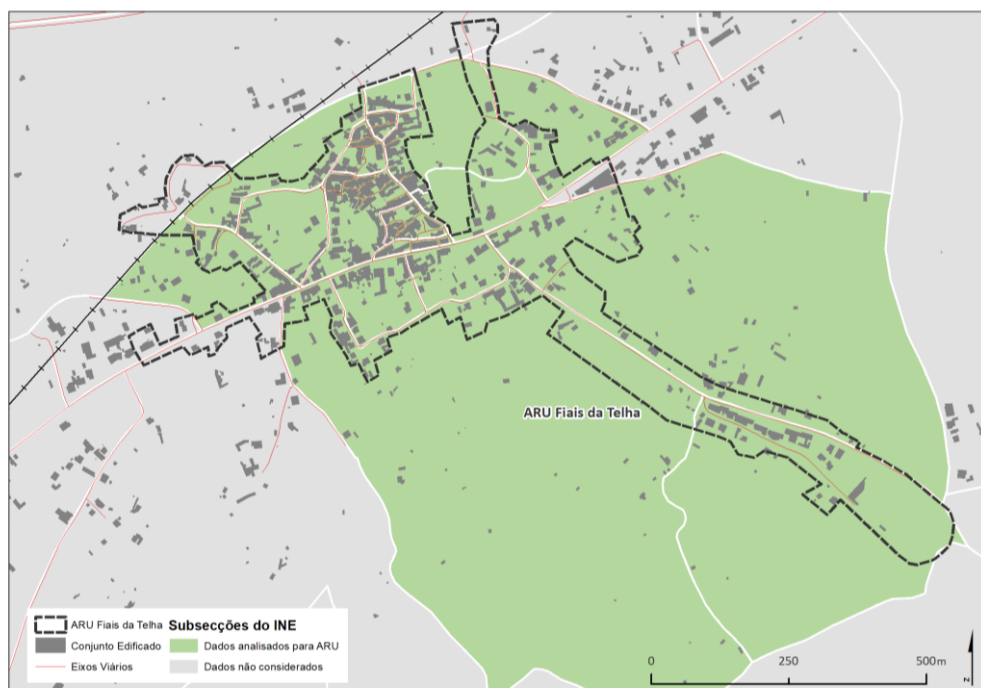 ARU Fiais da Telha
ARU Fiais da Telha
Conjunto Edificado
Eixos Viários
Subsecções do INE
Dados analisados para ARU
Dados não considerados
0 250 500m
N